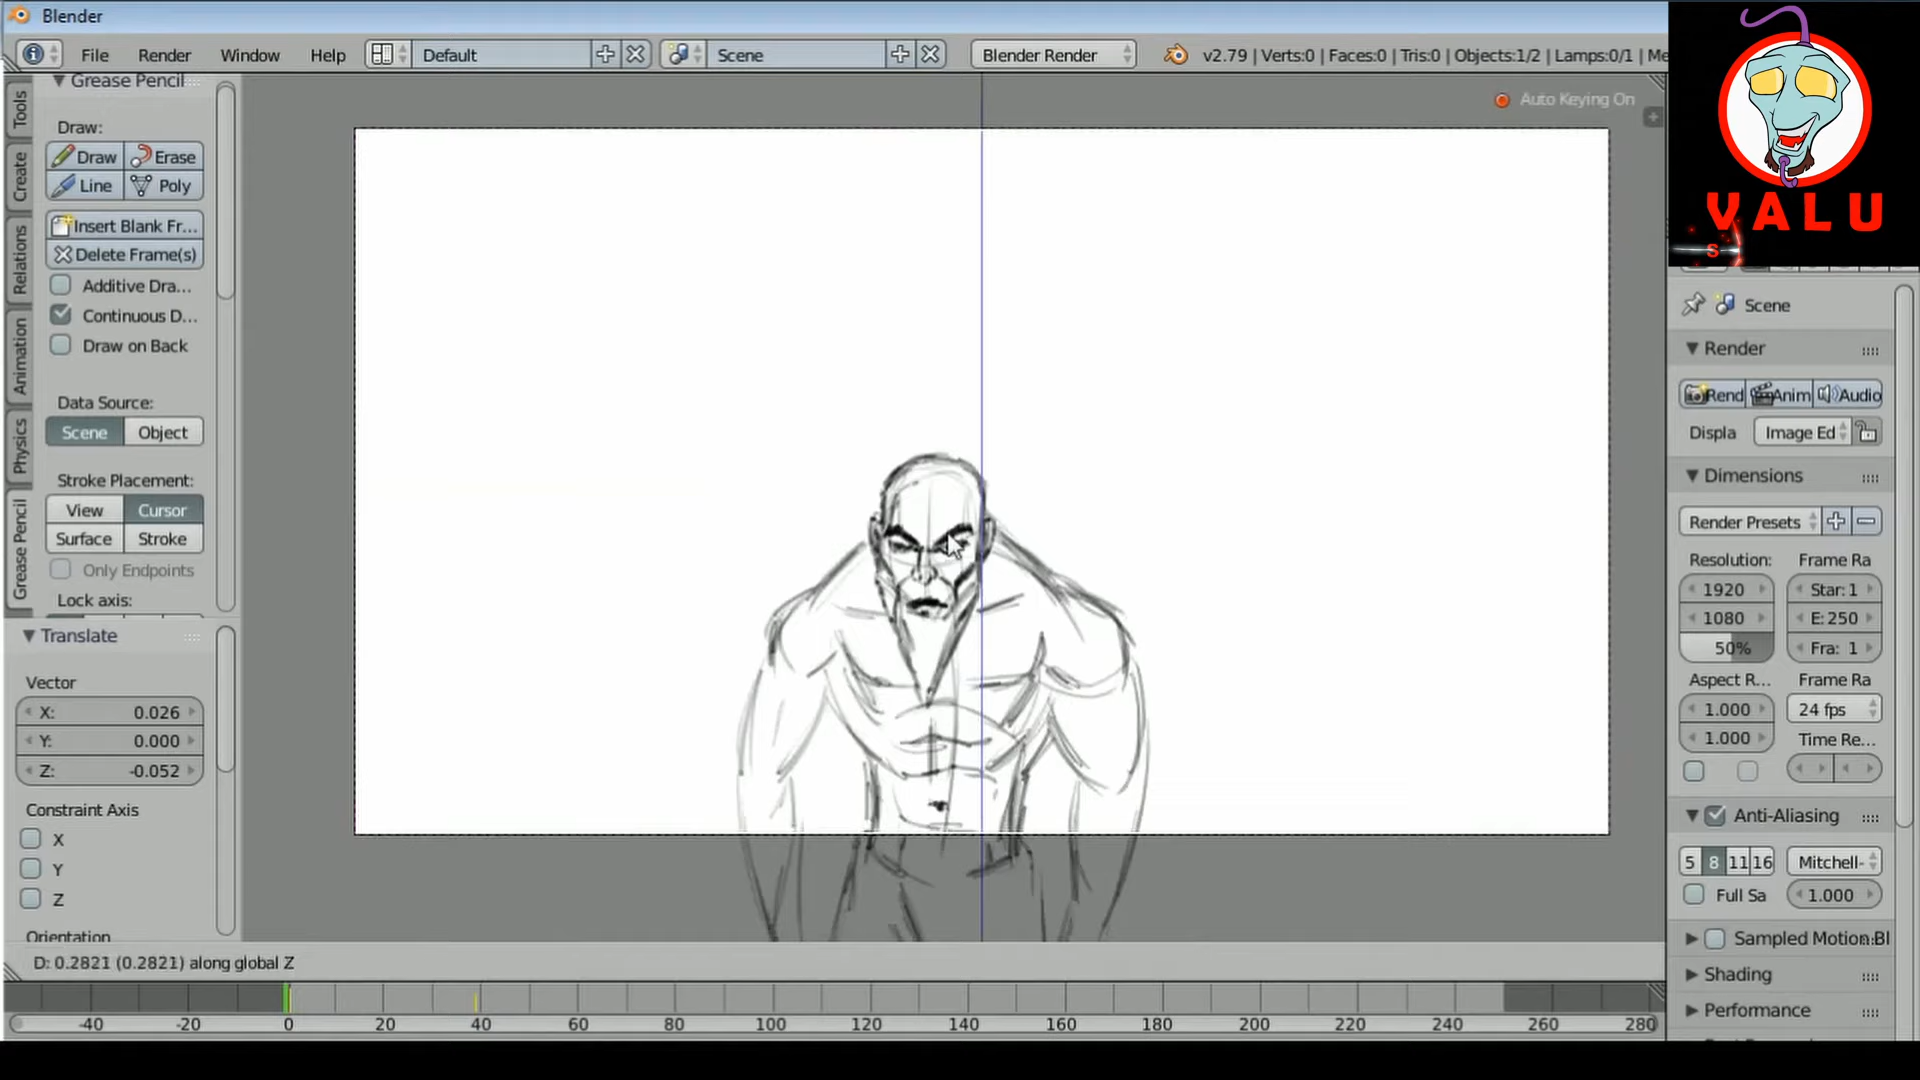 Blender
File Render Window Help Default Scene Blender Render v2.79 | Verts:0 | Faces:0 | Tris:0 | Objects:1/2 | Lamps:0/1 | Me
Auto Keying On
VALU
S
Tools
Create
Relations
Animation
Physics
Grease Pencil
Grease Pencil
Draw:
Draw Erase
Line Poly
Insert Blank Fr...
Delete Frame(s)
Additive Dra...
Continuous D...
Draw on Back
Data Source:
Scene Object
Stroke Placement:
View Cursor
Surface Stroke
Only Endpoints
Lock axis:
Translate
Vector
X: 0.026
Y: 0.000
Z: -0.052
Constraint Axis
X
Y
Z
Orientation
D: 0.2821 (0.2821) along global Z
-40 -20 0 20 40 60 80 100 120 140 160 180 200 220 240 260 280
Scene
Render
Rend Anim Audio
Displa Image Ed
Dimensions
Render Presets
Resolution: Frame Ra
1920 Star: 1
1080 E: 250
50% Fra: 1
Aspect R... Frame Ra
1.000 24 fps
1.000 Time Re...
Anti-Aliasing
5 8 11 16 Mitchell-
Full Sa 1.000
Sampled Motion Bl
Shading
Performance